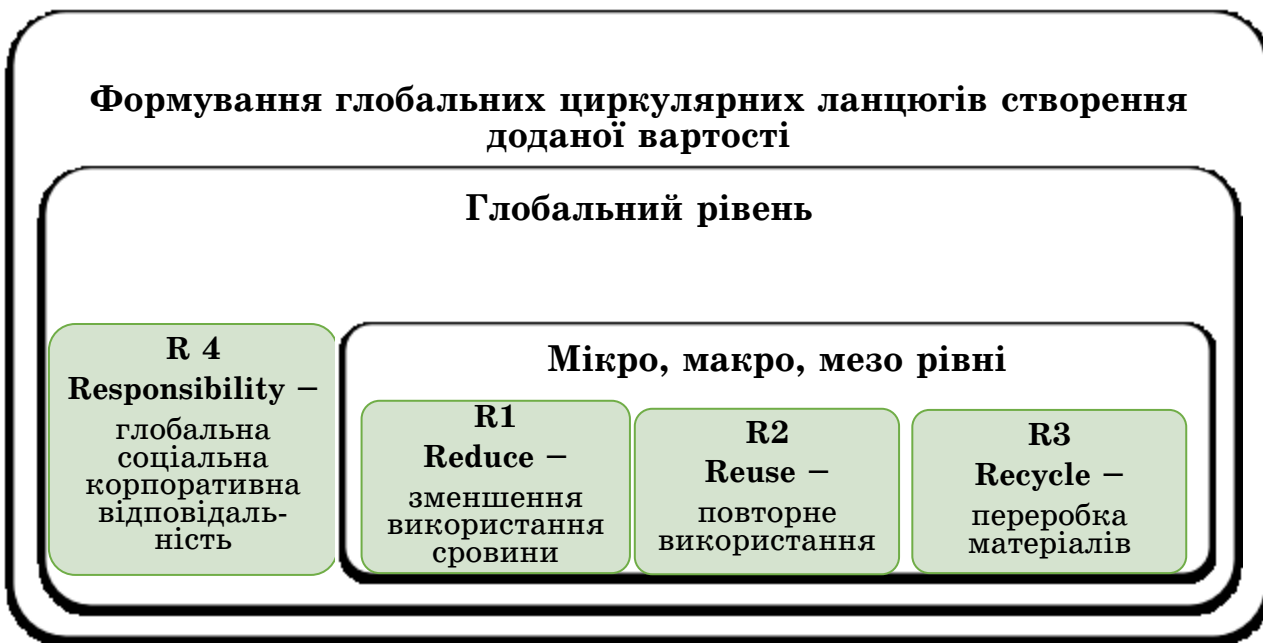 Формування глобальних циркулярних ланцюгів створення
доданої вартості
Глобальний рівень
R 4
Responsibility –
глобальна
соціальна
корпоративна
відповідаль-
ність
Мікро, макро, мезо рівні
R1
Reduce –
зменшення
використання
сровини
R2
Reuse –
повторне
використання
R3
Recycle –
переробка
матеріалів